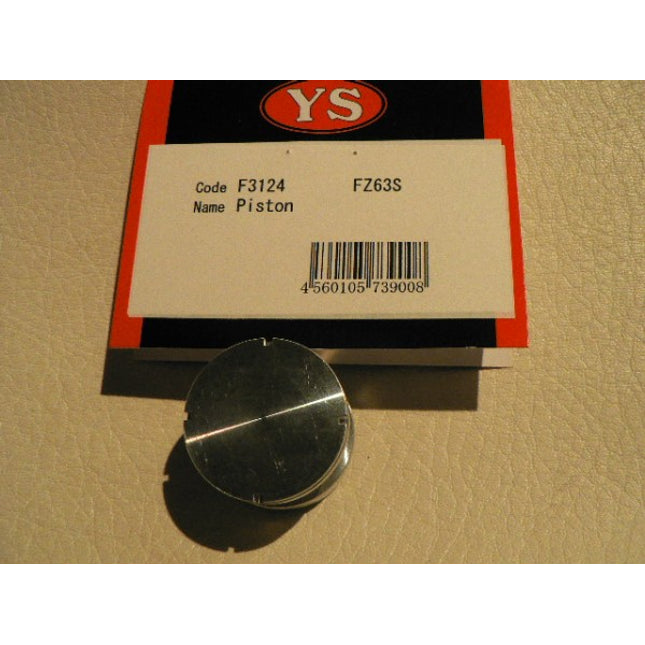 YS
Code F3124 FZ63S
Name Piston
4 560105 739008